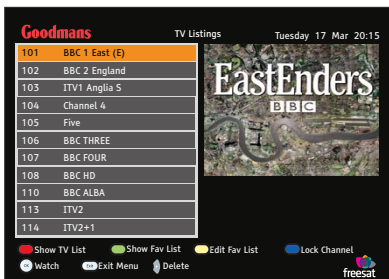 Goodmans TV Listings Tuesday 17 Mar 20:15
101 BBC 1 East (E)
102 BBC 2 England
103 ITV1 Anglia S
104 Channel 4
105 Five
106 BBC THREE
107 BBC FOUR
108 BBC HD
110 BBC ALBA
113 ITV2
114 ITV2+1
EastEnders
BBC
Show TV List Show Fav List Edit Fav List Lock Channel
OK Watch Exit Exit Menu Delete
freesat